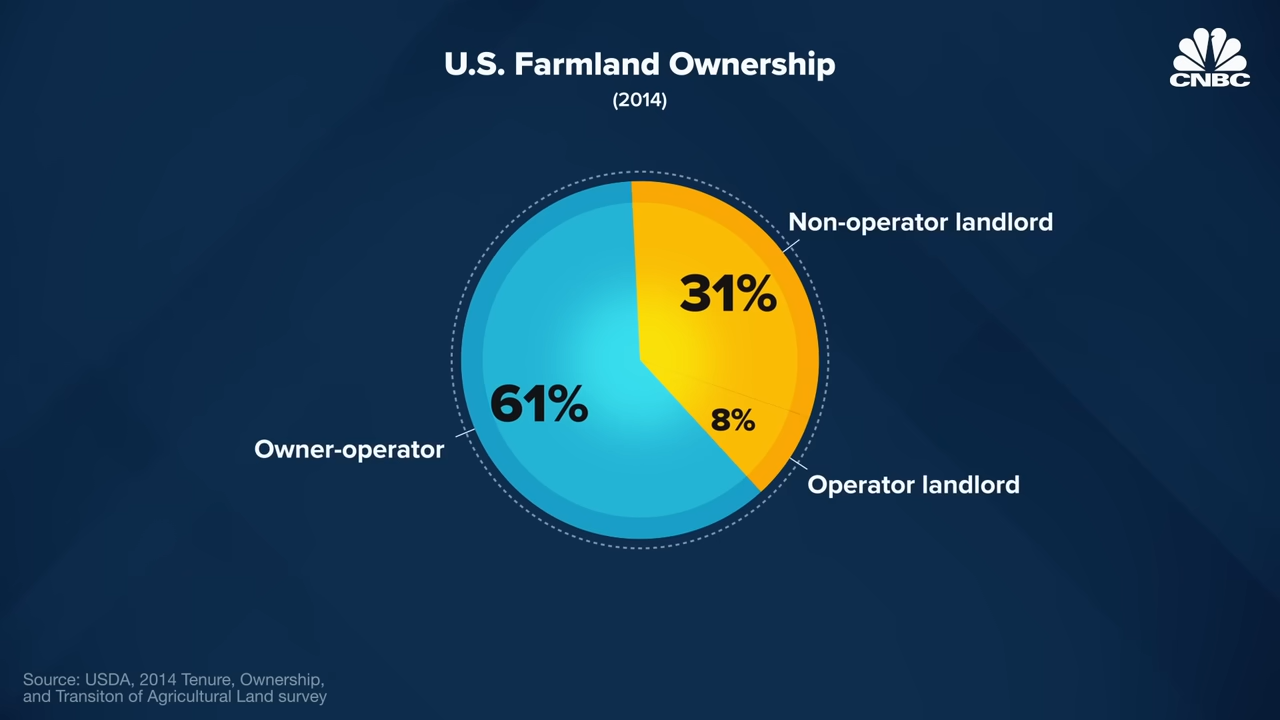 U.S. Farmland Ownership
(2014)
CNBC
Non-operator landlord
31%
61%
8%
Owner-operator
Operator landlord
Source: USDA, 2014 Tenure, Ownership,
and Transiton of Agricultural Land survey